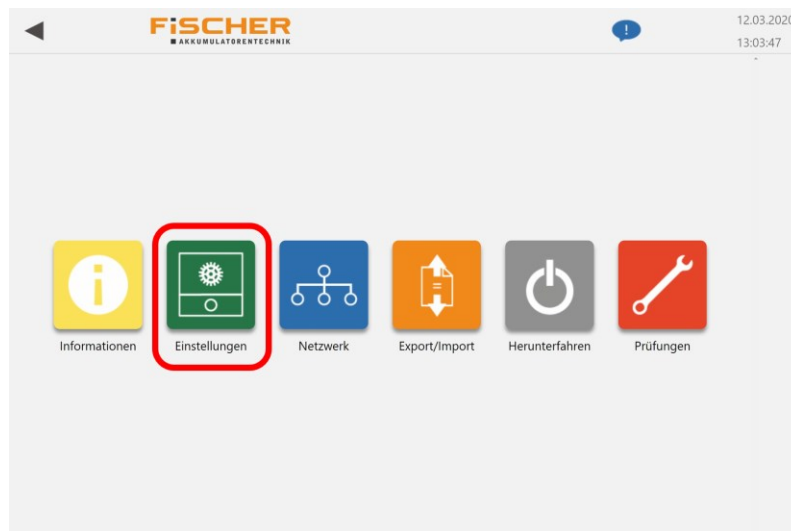 FiSCHER
AKKUMULATORENTECHNIK
!
12.03.2020
13:03:47
Informationen
Einstellungen
Netzwerk
Export/Import
Herunterfahren
Prüfungen